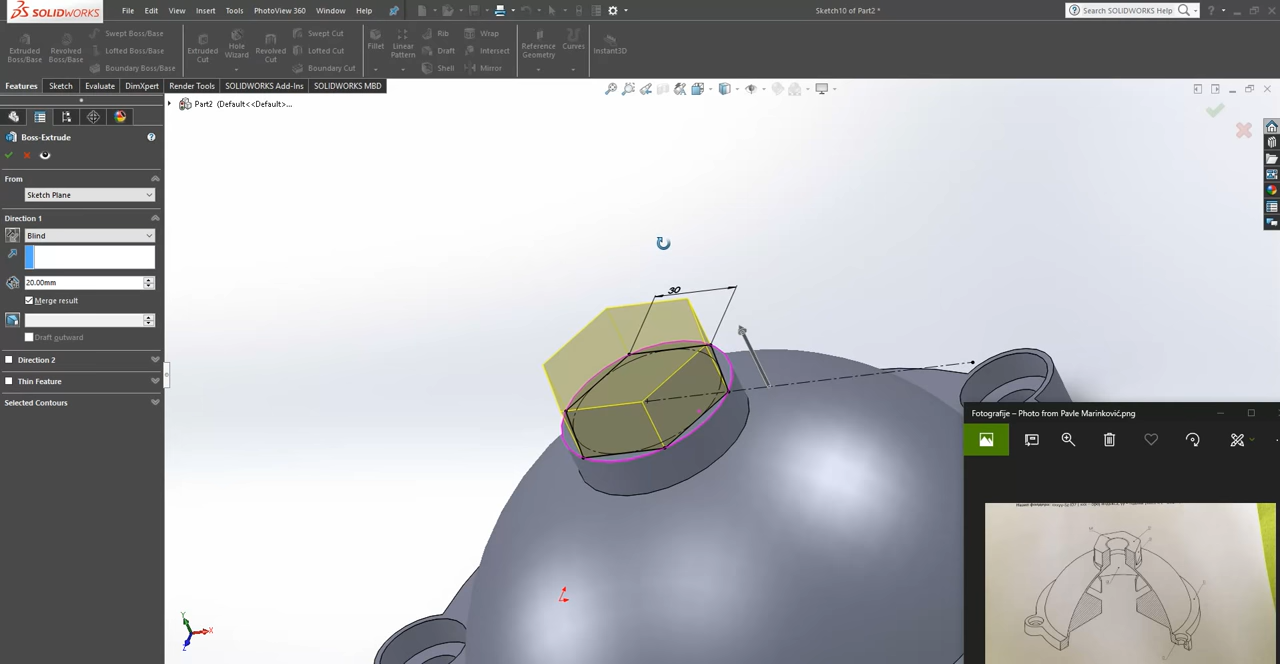 SOLIDWORKS File Edit View Insert Tools PhotoView 360 Window Help Sketch10 of Part2 * Search SOLIDWORKS Help
Extruded Boss/Base
Revolved Boss/Base
Swept Boss/Base
Lofted Boss/Base
Boundary Boss/Base
Extruded Cut
Hole Wizard
Revolved Cut
Swept Cut
Lofted Cut
Boundary Cut
Fillet
Linear Pattern
Rib
Draft
Shell
Wrap
Intersect
Mirror
Reference Geometry
Curves
Instant3D
Features Sketch Evaluate DimXpert Render Tools SOLIDWORKS Add-Ins SOLIDWORKS MBD
Part2 (Default<<Default>...
Boss-Extrude
From
Sketch Plane
Direction 1
Blind
20.00mm
Merge result
Draft outward
Direction 2
Thin Feature
Selected Contours
30
Y
X
Z
Fotografije – Photo from Pavle Marinković.png